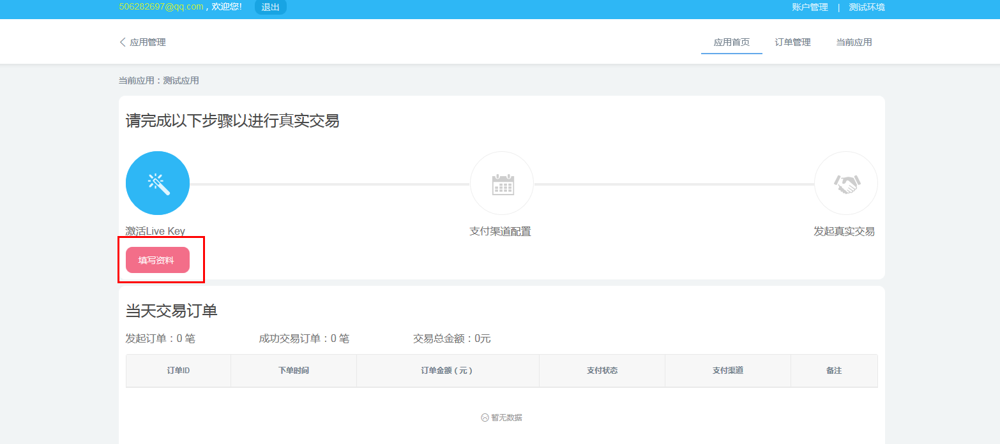 506282697@qq.com，欢迎您! 退出 账户管理 | 测试环境
应用管理 应用首页 订单管理 当前应用
当前应用：测试应用
请完成以下步骤以进行真实交易
激活Live Key 支付渠道配置 发起真实交易
填写资料
当天交易订单
发起订单：0 笔 成功交易订单：0 笔 交易总金额：0元
订单ID 下单时间 订单金额（元） 支付状态 支付渠道 备注
暂无数据